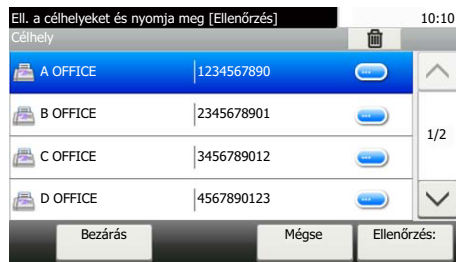 Ell. a célhelyeket és nyomja meg [Ellenőrzés] 10:10
Célhely
A OFFICE 1234567890
B OFFICE 2345678901
1/2
C OFFICE 3456789012
D OFFICE 4567890123
Bezárás Mégse Ellenőrzés: